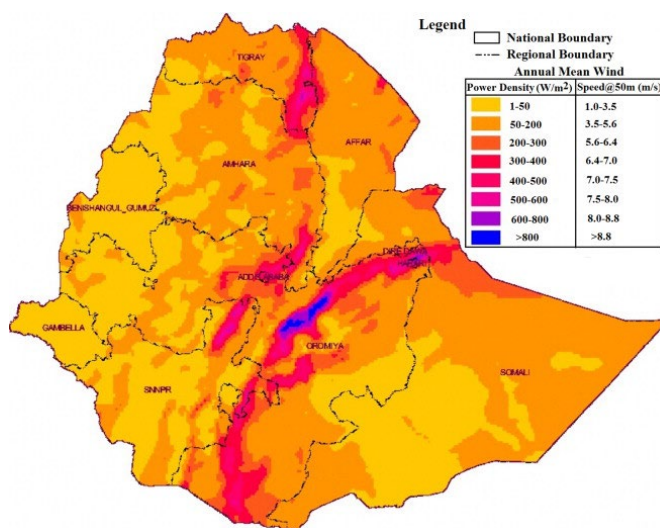 Legend
National Boundary
Regional Boundary
Annual Mean Wind
Power Density (W/m²) Speed@50m (m/s)
1-50 1.0-3.5
50-200 3.5-5.6
200-300 5.6-6.4
300-400 6.4-7.0
400-500 7.0-7.5
500-600 7.5-8.0
600-800 8.0-8.8
>800 >8.8
TIGRAY
AFFAR
AMHARA
BENISHANGUL_GUMUZ
ADDIS ABABA
GAMBELLA
OROMIYA
SNNPR
SOMALI